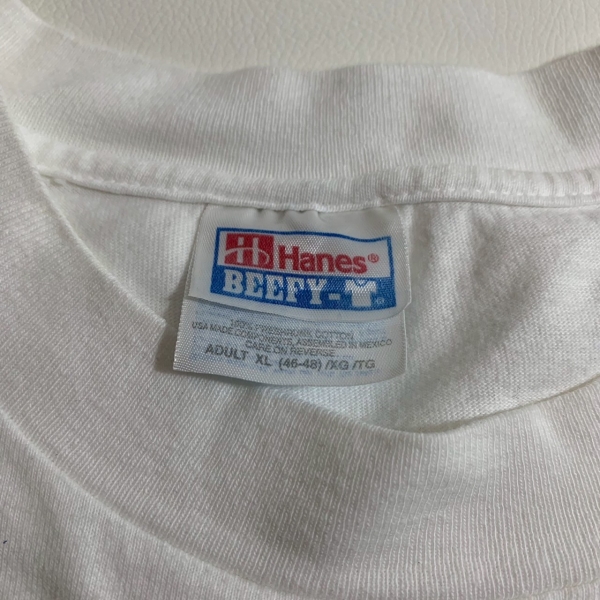 Hanes®
BEEFY-T®
100% PRESHRUNK COTTON
USA MADE COMPONENTS, ASSEMBLED IN MEXICO
CARE ON REVERSE
ADULT XL (46-48) /XG /TG